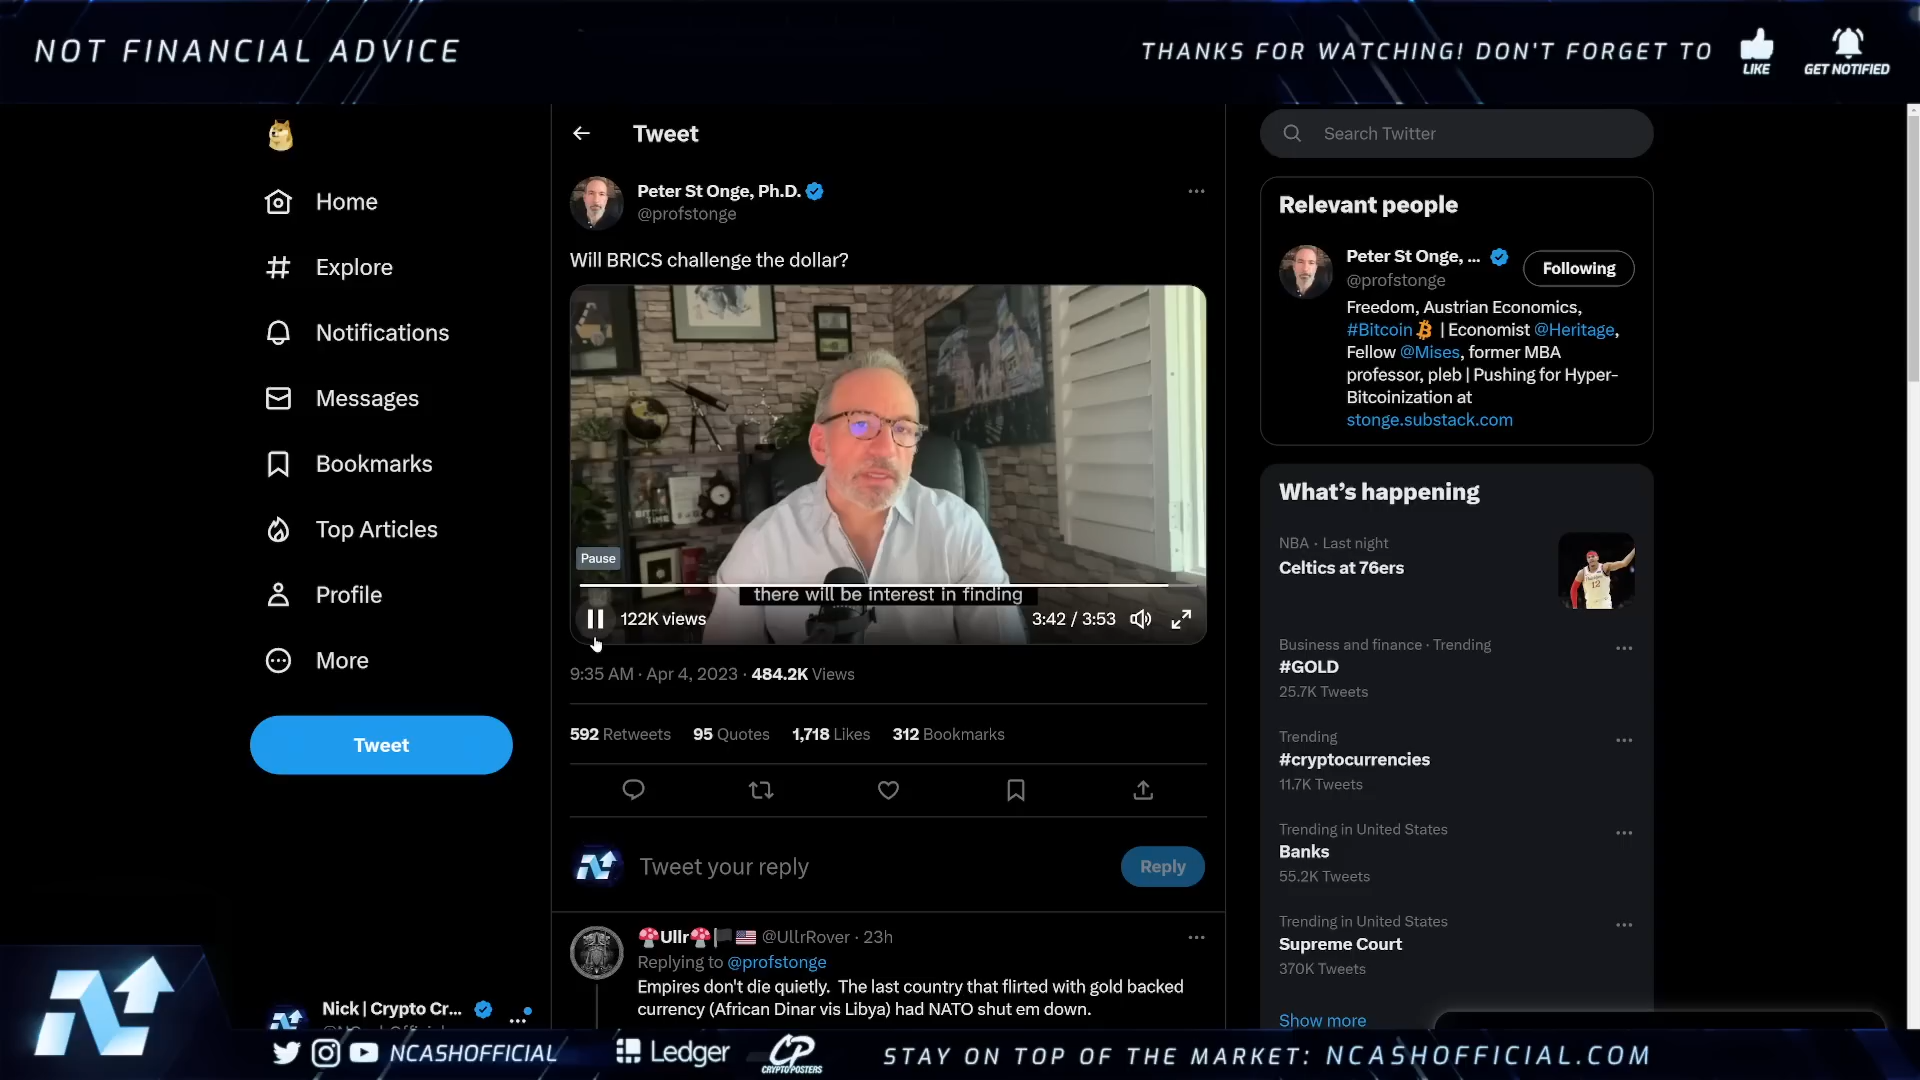 NOT FINANCIAL ADVICE
THANKS FOR WATCHING! DON'T FORGET TO
LIKE
GET NOTIFIED
Home
Explore
Notifications
Messages
Bookmarks
Top Articles
Profile
More
Tweet
Nick | Crypto Cr...
Tweet
Peter St Onge, Ph.D.
@profstonge
Will BRICS challenge the dollar?
Pause
there will be interest in finding
122K views
3:42 / 3:53
9:35 AM · Apr 4, 2023 · 484.2K Views
592 Retweets 95 Quotes 1,718 Likes 312 Bookmarks
Tweet your reply
Reply
Ullr @UllrRover · 23h
Replying to @profstonge
Empires don't die quietly. The last country that flirted with gold backed
currency (African Dinar vis Libya) had NATO shut em down.
Search Twitter
Relevant people
Peter St Onge, ...
@profstonge
Following
Freedom, Austrian Economics,
#Bitcoin | Economist @Heritage,
Fellow @Mises, former MBA
professor, pleb | Pushing for Hyper-
Bitcoinization at
stonge.substack.com
What's happening
NBA · Last night
Celtics at 76ers
Business and finance · Trending
#GOLD
25.7K Tweets
Trending
#cryptocurrencies
11.7K Tweets
Trending in United States
Banks
55.2K Tweets
Trending in United States
Supreme Court
370K Tweets
Show more
NCASHOFFICIAL
Ledger
CP
CRYPTOPOSTERS
STAY ON TOP OF THE MARKET: NCASHOFFICIAL.COM